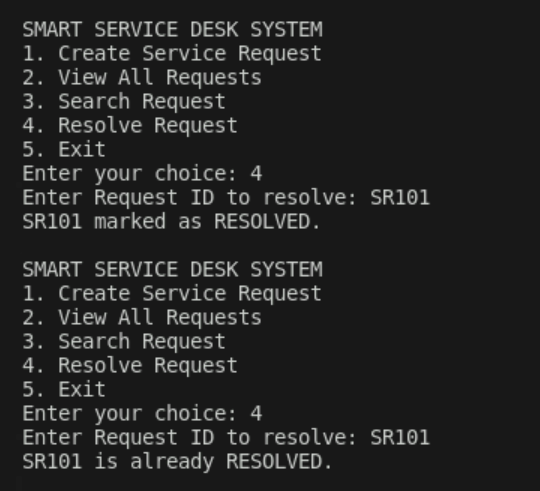 SMART SERVICE DESK SYSTEM
1. Create Service Request
2. View All Requests
3. Search Request
4. Resolve Request
5. Exit
Enter your choice: 4
Enter Request ID to resolve: SR101
SR101 marked as RESOLVED.

SMART SERVICE DESK SYSTEM
1. Create Service Request
2. View All Requests
3. Search Request
4. Resolve Request
5. Exit
Enter your choice: 4
Enter Request ID to resolve: SR101
SR101 is already RESOLVED.